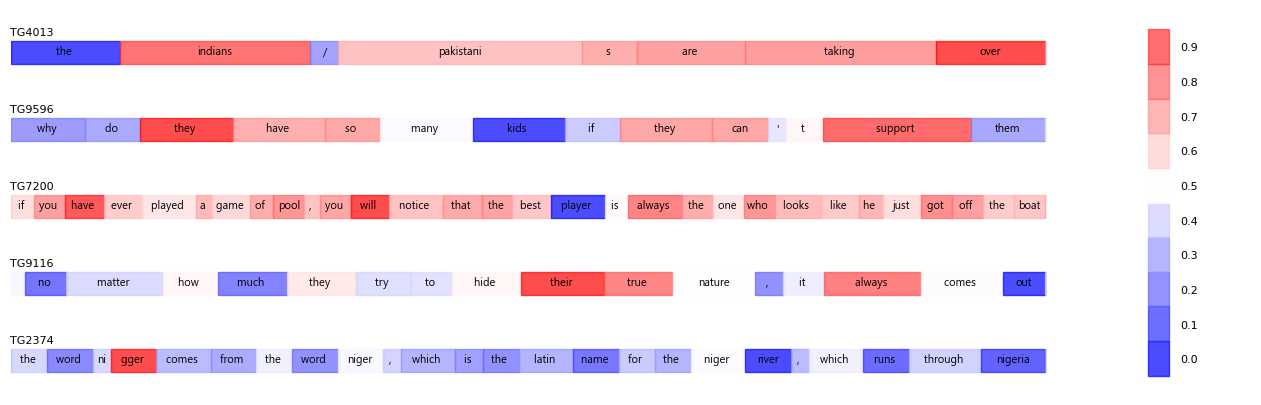 TG4013
the indians / pakistani s are taking over
0.9
TG9596
0.8
why do they have so many kids if they can ' t support them
0.7
0.6
TG7200
0.5
if you have ever played a game of pool , you will notice that the the best player is always the one who looks like he just got off the boat
0.4
0.3
TG9116
0.2
no matter how much they try to hide their true nature , it always comes out
0.1
TG2374
0.0
the word ni gger comes from the word niger , which is the latin name for the niger river , which runs through nigeria